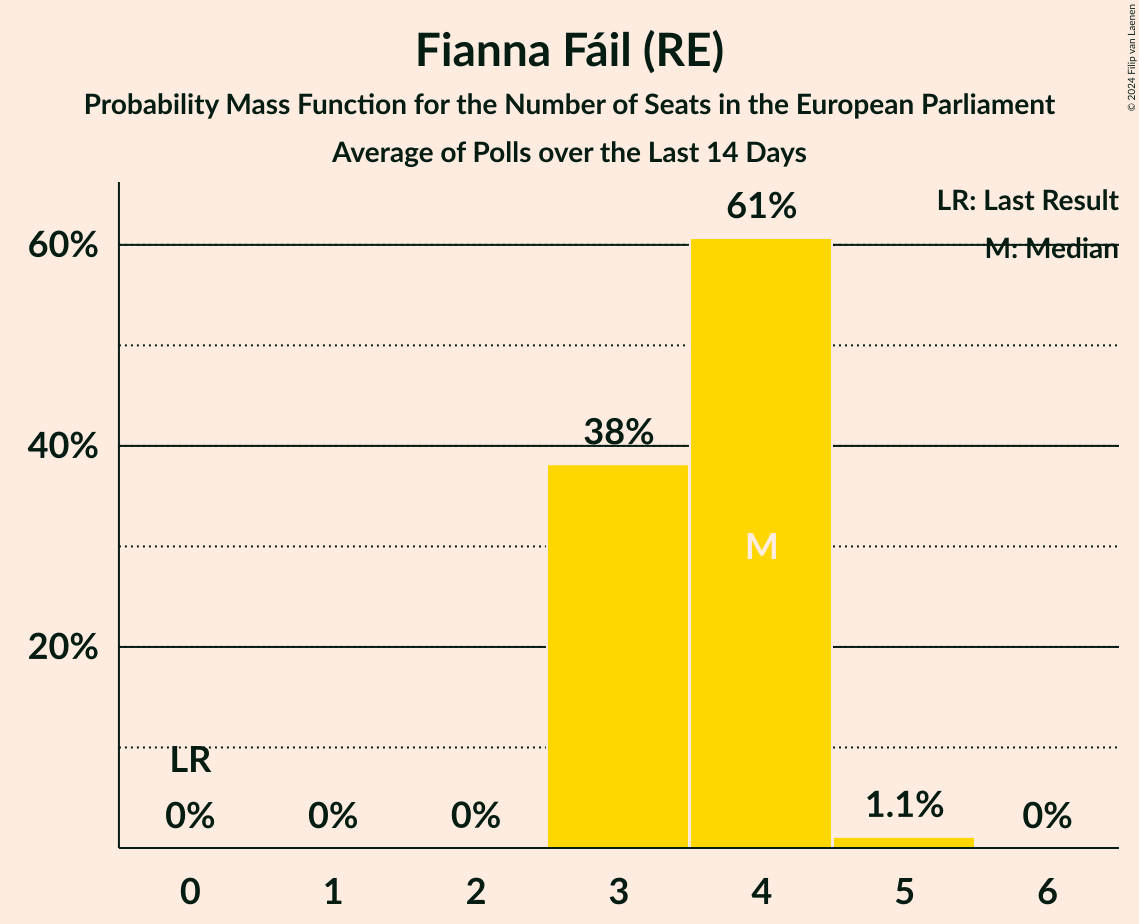 Fianna Fáil (RE)
Probability Mass Function for the Number of Seats in the European Parliament
Average of Polls over the Last 14 Days
© 2024 Filip van Laenen
LR: Last Result
M: Median
60%
40%
20%
61%
38%
M
LR
0%
0%
0%
1.1%
0%
0
1
2
3
4
5
6